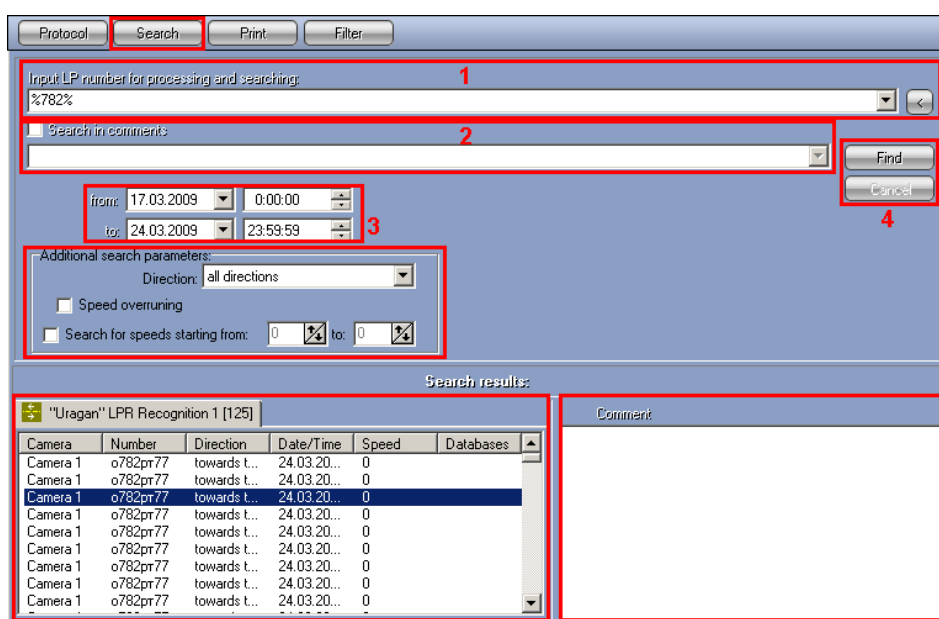 Protocol Search Print Filter
Input LP number for processing and searching: 1
%782% <
Search in comments 2
Find
from: 17.03.2009 0:00:00 Cancel
to: 24.03.2009 23:59:59 3 4
Additional search parameters:
Direction: all directions
Speed overruning
Search for speeds starting from: 0 to: 0
Search results:
"Uragan" LPR Recognition 1 [125] Comment
Camera Number Direction Date/Time Speed Databases
Camera 1 о782рт77 towards t... 24.03.20... 0
Camera 1 о782рт77 towards t... 24.03.20... 0
Camera 1 о782рт77 towards t... 24.03.20... 0
Camera 1 о782рт77 towards t... 24.03.20... 0
Camera 1 о782рт77 towards t... 24.03.20... 0
Camera 1 о782рт77 towards t... 24.03.20... 0
Camera 1 о782рт77 towards t... 24.03.20... 0
Camera 1 о782рт77 towards t... 24.03.20... 0
Camera 1 о782рт77 towards t... 24.03.20... 0